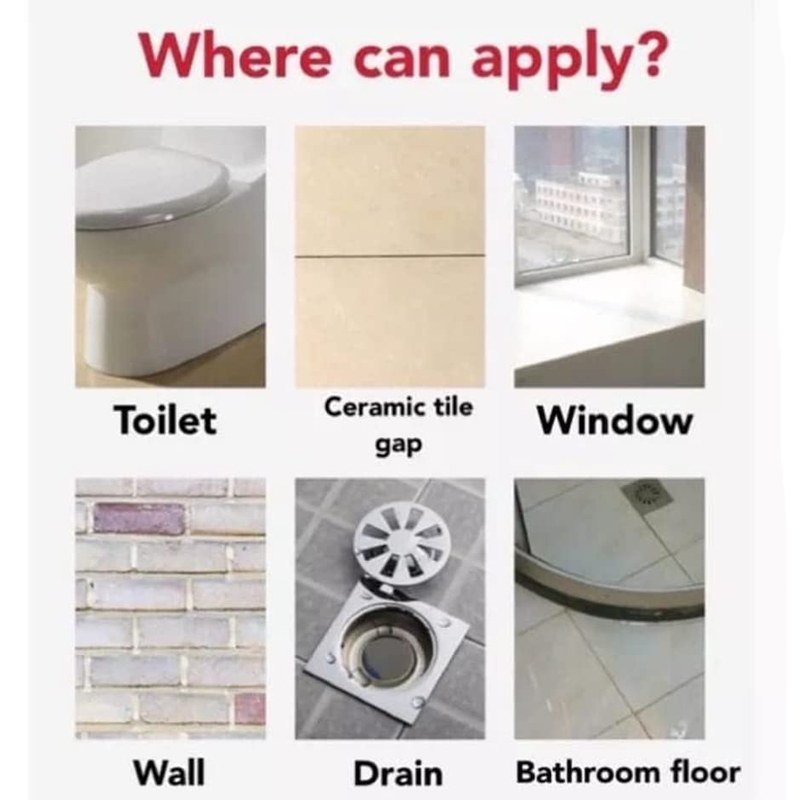 Where can apply?
Toilet
Ceramic tile
gap
Window
Wall
Drain
Bathroom floor